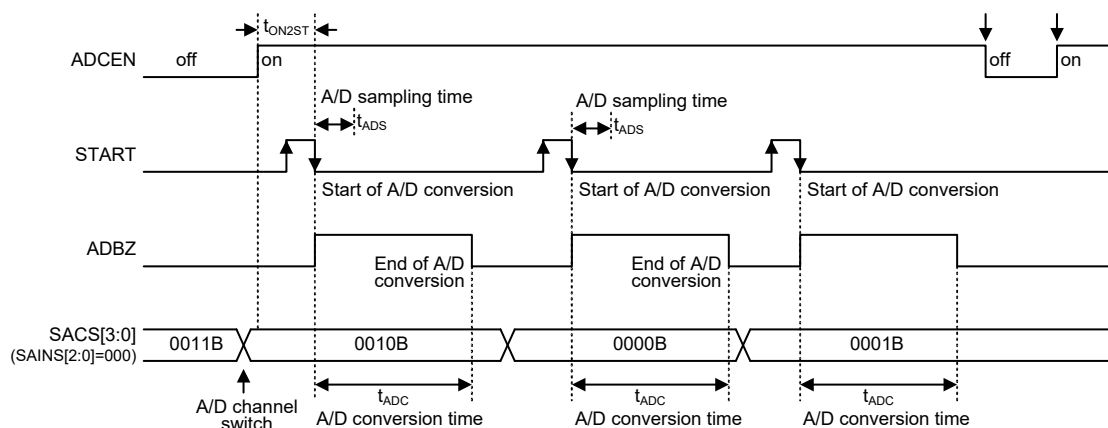 tON2ST
ADCEN
off
on
off
on
A/D sampling time
tADS
A/D sampling time
tADS
START
Start of A/D conversion
Start of A/D conversion
Start of A/D conversion
ADBZ
End of A/D
conversion
End of A/D
conversion
SACS[3:0]
(SAINS[2:0]=000)
0011B
0010B
0000B
0001B
A/D channel
switch
tADC
A/D conversion time
tADC
A/D conversion time
tADC
A/D conversion time